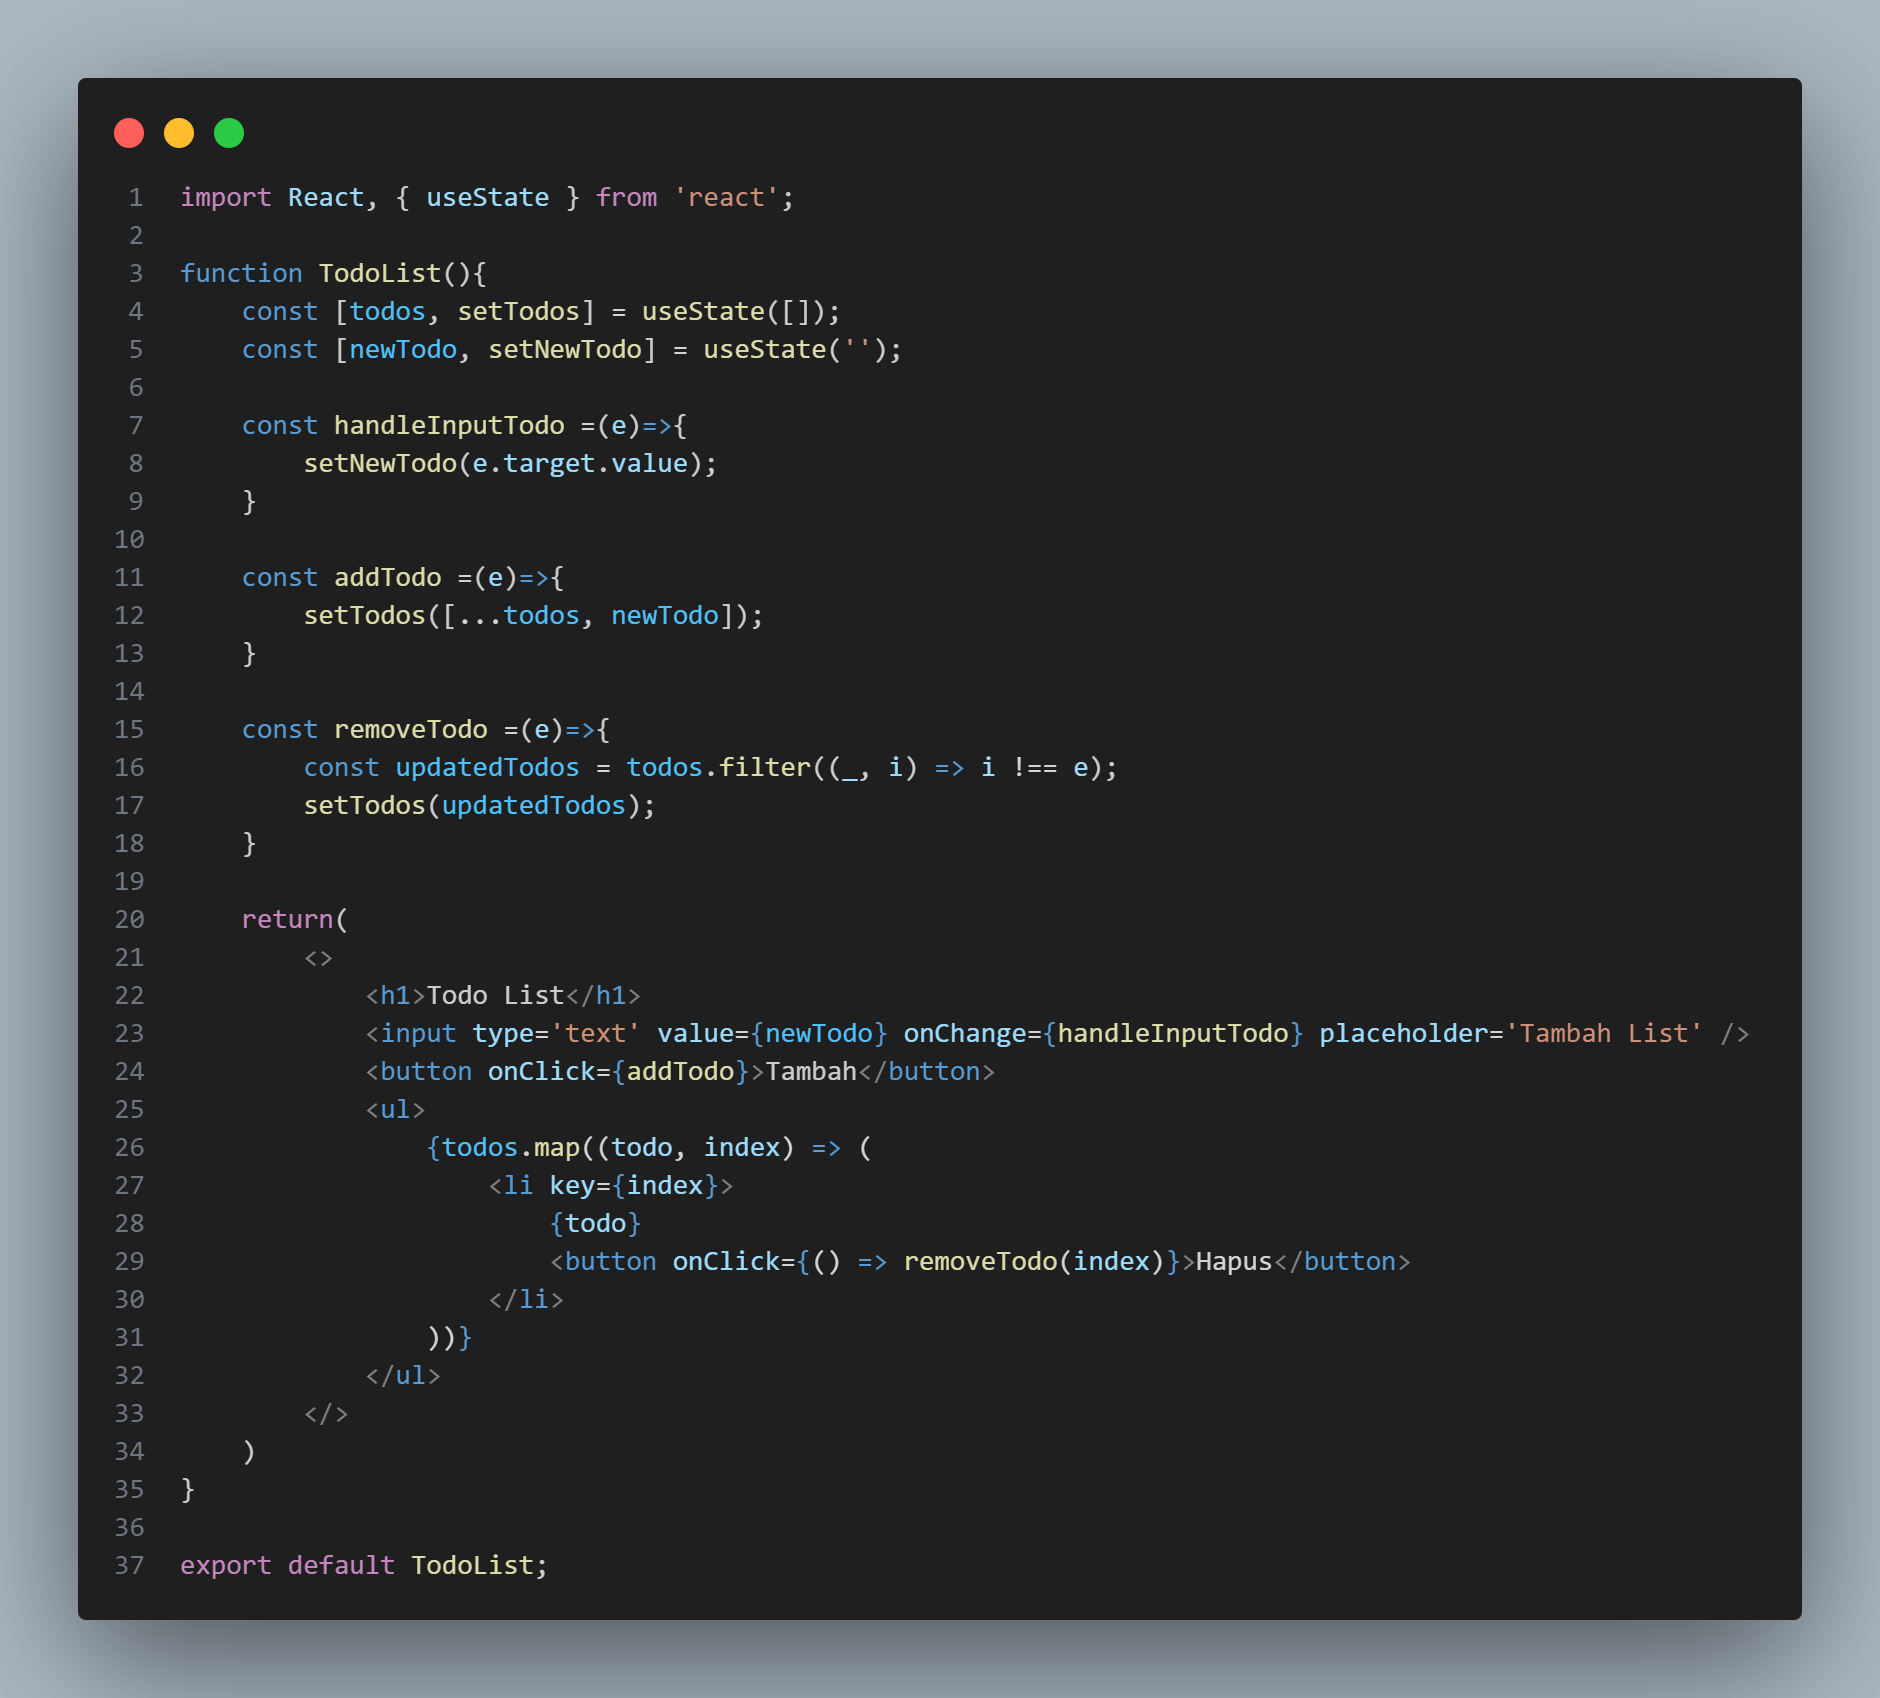 1 import React, { useState } from 'react';
2
3 function TodoList(){
4     const [todos, setTodos] = useState([]);
5     const [newTodo, setNewTodo] = useState('');
6
7     const handleInputTodo =(e)=>{
8         setNewTodo(e.target.value);
9     }
10
11     const addTodo =(e)=>{
12         setTodos([...todos, newTodo]);
13     }
14
15     const removeTodo =(e)=>{
16         const updatedTodos = todos.filter((_, i) => i !== e);
17         setTodos(updatedTodos);
18     }
19
20     return(
21         <>
22             <h1>Todo List</h1>
23             <input type='text' value={newTodo} onChange={handleInputTodo} placeholder='Tambah List' />
24             <button onClick={addTodo}>Tambah</button>
25             <ul>
26                 {todos.map((todo, index) => (
27                     <li key={index}>
28                         {todo}
29                         <button onClick={() => removeTodo(index)}>Hapus</button>
30                     </li>
31                 ))}
32             </ul>
33         </>
34     )
35 }
36
37 export default TodoList;